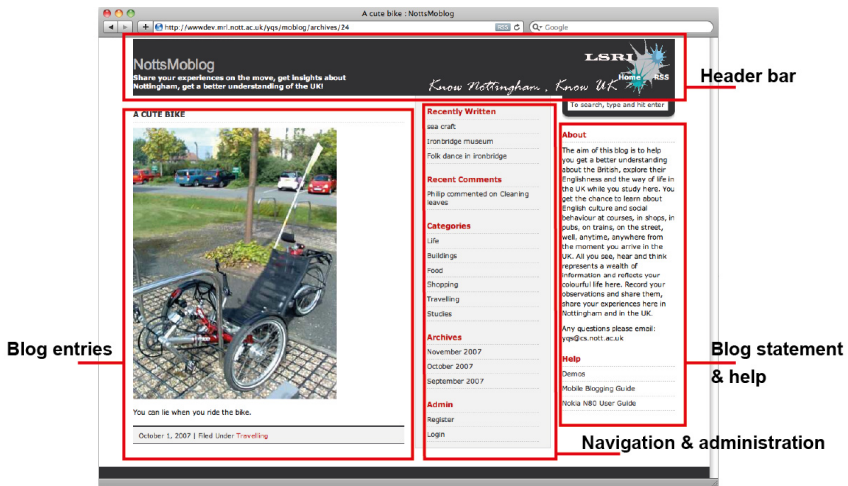 A cute bike : NottsMoblog
http://wwwdev.mrl.nott.ac.uk/yqs/moblog/archives/24
RSS
Google
NottsMoblog
Share your experiences on the move, get insights about
Nottingham, get a better understanding of the UK!
LSRI
Home
RSS
Know Nottingham , Know UK
Header bar
To search, type and hit enter
A CUTE BIKE
You can lie when you ride the bike.
October 1, 2007 | Filed Under Travelling
Blog entries
Recently Written
sea craft
Ironbridge museum
Folk dance in ironbridge
Recent Comments
Philip commented on Cleaning
leaves
Categories
Life
Buildings
Food
Shopping
Travelling
Studies
Archives
November 2007
October 2007
September 2007
Admin
Register
Login
Navigation & administration
About
The aim of this blog is to help
you get a better understanding
about the British, explore their
Englishness and the way of life in
the UK while you study here. You
get the chance to learn about
English culture and social
behaviour at courses, in shops, in
pubs, on trains, on the street,
well, anytime, anywhere from
the moment you arrive in the
UK. All you see, hear and think
represents a wealth of
information and reflects your
colourful life here. Record your
observations and share them,
share your experiences here in
Nottingham and in the UK.
Any questions please email:
yqs@cs.nott.ac.uk
Help
Demos
Mobile Blogging Guide
Nokia N80 User Guide
Blog statement
& help